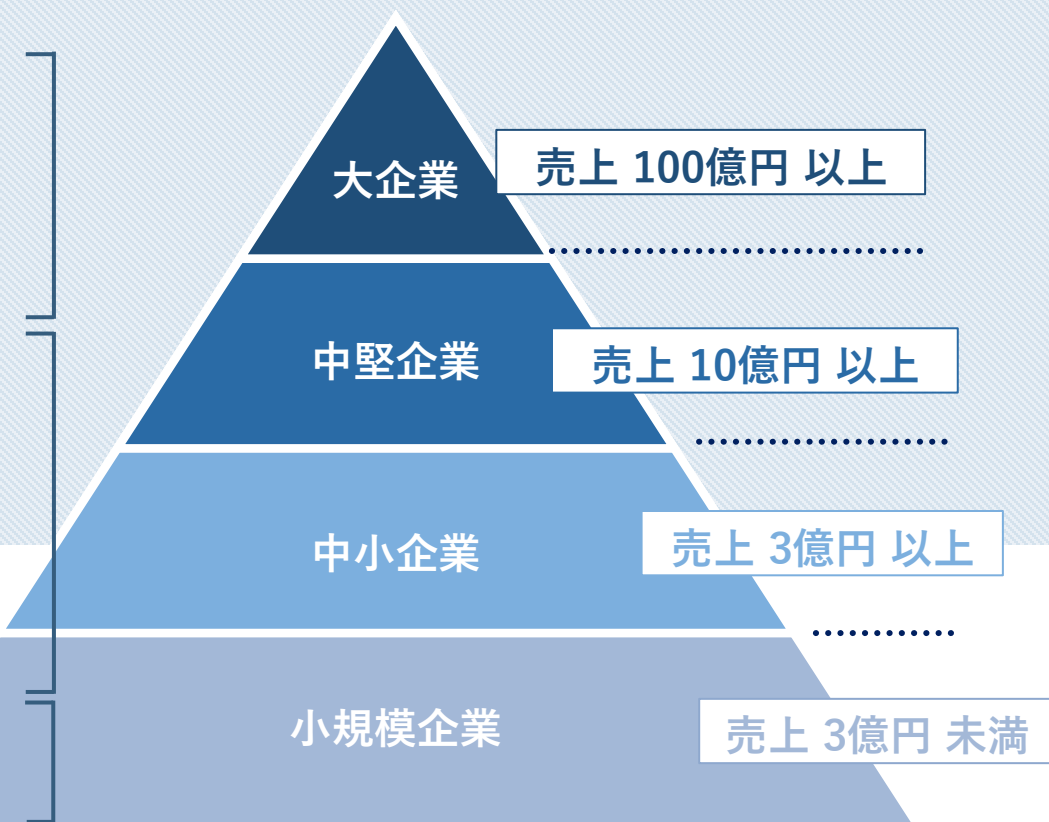 大企業
売上 100億円 以上
中堅企業
売上 10億円 以上
中小企業
売上 3億円 以上
小規模企業
売上 3億円 未満